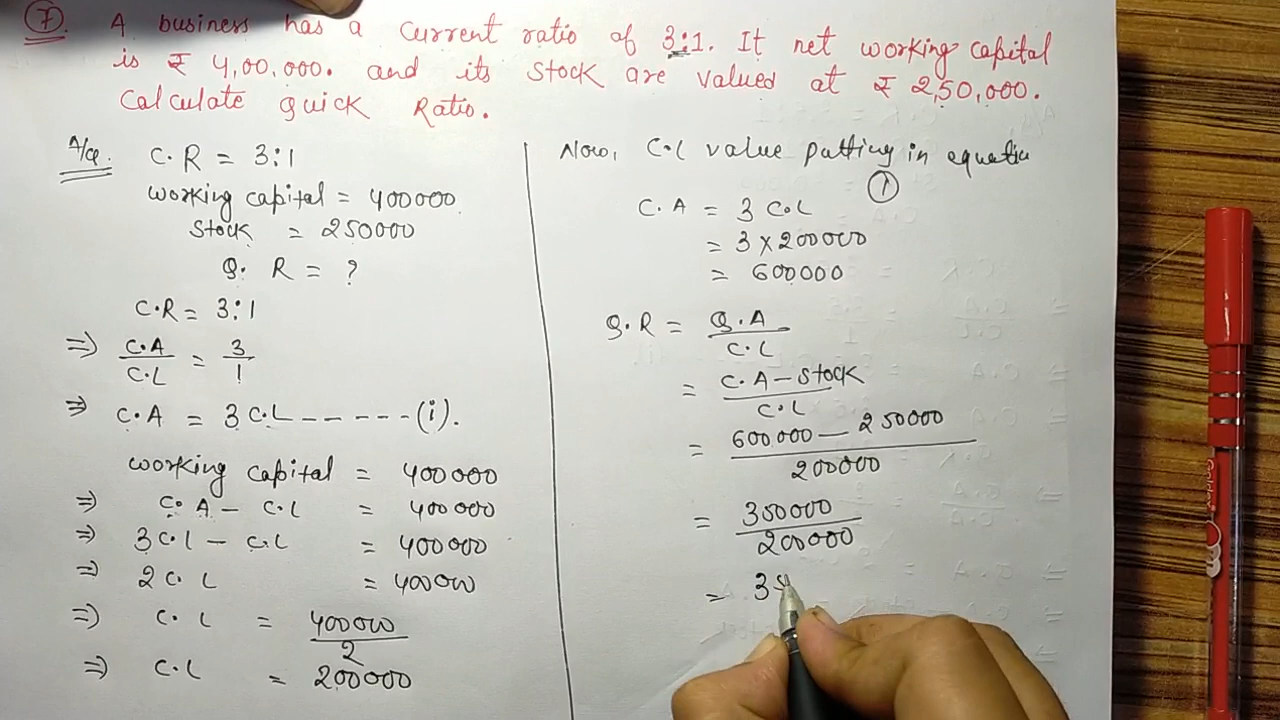 7. A business has a current ratio of 3:1. It net working capital
is ₹ 4,00,000. and its stock are valued at ₹ 2,50,000.
Calculate quick Ratio.
A/q. C.R = 3:1
working capital = 400000
Stock = 250000
Q. R = ?
C.R = 3:1
=> C.A / C.L = 3 / 1
=> C.A = 3 C.L ------(i).
working capital = 400000
=> C. A - C.L = 400000
=> 3C.L - C.L = 400000
=> 2 C. L = 400000
=> C. L = 400000 / 2
=> C.L = 200000
Now, C.L value putting in equation
1
C.A = 3 C.L
= 3 × 200000
= 600000
Q.R = Q.A / C.L
= C.A - Stock / C.L
= 600000 - 250000 / 200000
= 350000 / 200000
= 35
cello